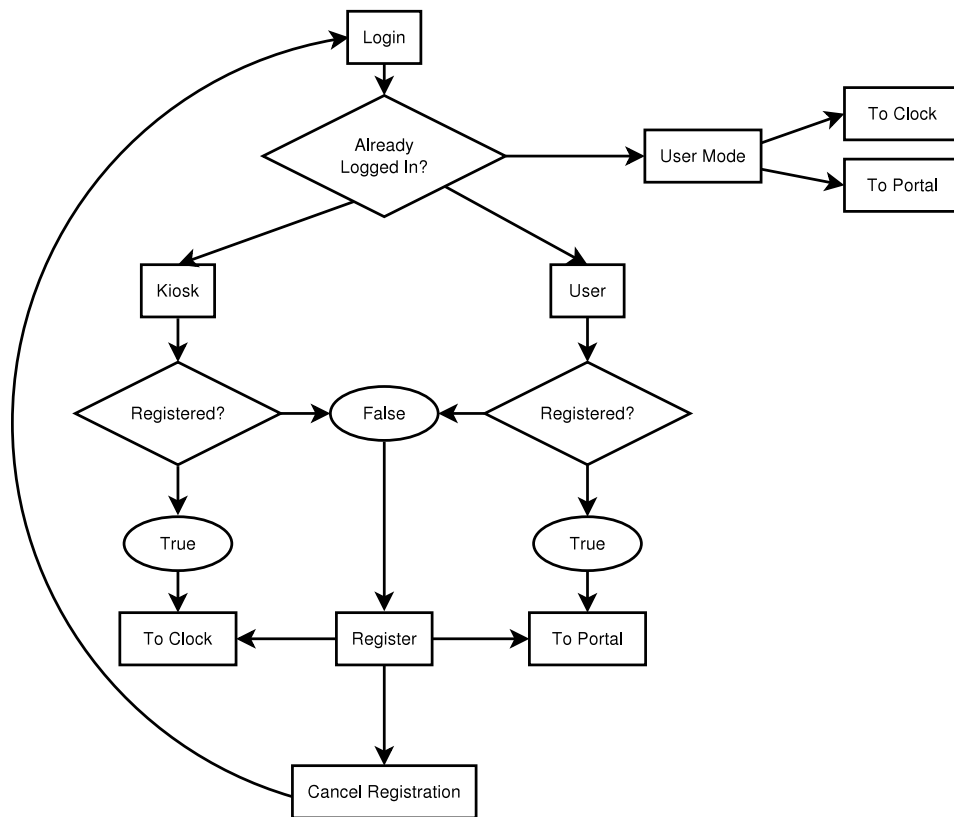 Login
Already
Logged In?
User Mode
To Clock
To Portal
Kiosk
User
Registered?
False
Registered?
True
True
To Clock
Register
To Portal
Cancel Registration